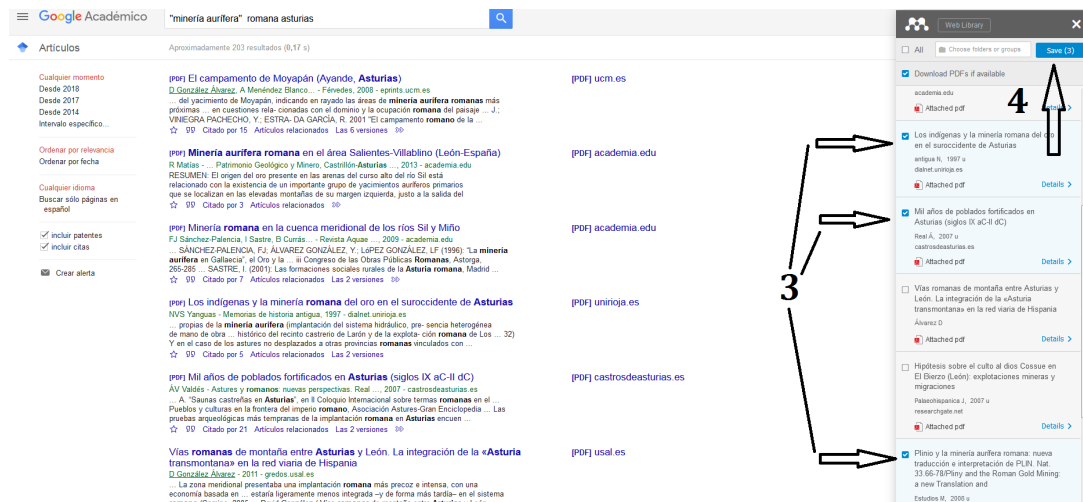 Google Académico
"minería aurífera" romana asturias
Artículos
Aproximadamente 203 resultados (0,17 s)
Cualquier momento
Desde 2018
Desde 2017
Desde 2014
Intervalo específico...
Ordenar por relevancia
Ordenar por fecha
Cualquier idioma
Buscar sólo páginas en
español
incluir patentes
incluir citas
Crear alerta
[PDF] El campamento de Moyapán (Ayande, Asturias)
D González Álvarez, A Menéndez Blanco... - Férvedes, 2008 - eprints.ucm.es
... del yacimiento de Moyapán, indicando en rayado las áreas de minería aurífera romanas más
próximas ... en cuestiones rela- cionadas con el dominio y la ocupación romana del paisaje ... J.;
VINIEGRA PACHECHO, Y.; ESTRA- DA GARCÍA, R. 2001 "El campamento romano de la ...
Citado por 15 Artículos relacionados Las 6 versiones
[PDF] ucm.es
[PDF] Minería aurífera romana en el área Salientes-Villablino (León-España)
R Matías - ... Patrimonio Geológico y Minero, Castrillón-Asturias ..., 2013 - academia.edu
RESUMEN: El origen del oro presente en las arenas del curso alto del río Sil está
relacionado con la existencia de un importante grupo de yacimientos auríferos primarios
que se localizan en las elevadas montañas de su margen izquierda, justo a la salida del
Citado por 3 Artículos relacionados
[PDF] academia.edu
[PDF] Minería romana en la cuenca meridional de los ríos Sil y Miño
FJ Sánchez-Palencia, I Sastre, B Currás... - Revista Aquae ..., 2009 - academia.edu
... SÁNCHEZ-PALENCIA, FJ; ÁLVAREZ GONZÁLEZ, Y.; LóPEZ GONZÁLEZ, LF (1996): "La minería
aurífera en Gallaecia", el Oro y la ... iii Congreso de las Obras Públicas Romanas, Astorga,
265-285 ... SASTRE, I. (2001): Las formaciones sociales rurales de la Asturia romana, Madrid ...
Citado por 7 Artículos relacionados Las 2 versiones
[PDF] academia.edu
[PDF] Los indígenas y la minería romana del oro en el suroccidente de Asturias
NVS Yanguas - Memorias de historia antigua, 1997 - dialnet.unirioja.es
... propias de la minería aurífera (implantación del sistema hidráulico, pre- sencia heterogénea
de mano de obra ... histórico del recinto castreño de Larón y de la explota- ción romana de Los ... 32)
Y en el caso de los astures no desplazados a otras provincias romanas vinculados con ...
Citado por 5 Artículos relacionados Las 2 versiones
[PDF] unirioja.es
[PDF] Mil años de poblados fortificados en Asturias (siglos IX aC-II dC)
ÁV Valdés - Astures y romanos: nuevas perspectivas. Real ..., 2007 - castrosdeasturias.es
... A. "Saunas castreñas en Asturias", en II Coloquio Internacional sobre termas romanas en el ...
Pueblos y culturas en la frontera del imperio romano, Asociación Astures-Gran Enciclopedia ... Las
pruebas arqueológicas más tempranas de la implantación romana en Asturias encuen ...
Citado por 21 Artículos relacionados Las 2 versiones
[PDF] castrosdeasturias.es
Vías romanas de montaña entre Asturias y León. La integración de la «Asturia
transmontana» en la red viaria de Hispania
D González Álvarez - 2011 - gredos.usal.es
... La zona meridional presentaba una implantación romana más precoz e intensa, con una
economía basada en ... estaría ligeramente menos integrada –y de forma más tardía– en el sistema
[PDF] usal.es
Web Library
All
Choose folders or groups
Save (3)
Download PDFs if available
academia.edu
Attached pdf
Details
4
Los indígenas y la minería romana del oro
en el suroccidente de Asturias
antigua N, 1997 u
dialnet.unirioja.es
Attached pdf
Details
Mil años de poblados fortificados en
Asturias (siglos IX aC-II dC)
Real Á, 2007 u
castrosdeasturias.es
Attached pdf
Details
3
Vías romanas de montaña entre Asturias y
León. La integración de la «Asturia
transmontana» en la red viaria de Hispania
Álvarez D
Attached pdf
Details
Hipótesis sobre el culto al dios Cossue en
El Bierzo (León): explotaciones mineras y
migraciones
Palaeohispanica J, 2007 u
researchgate.net
Attached pdf
Details
Plinio y la minería aurífera romana: nueva
traducción e interpretación de PLIN. Nat.
33.66-78/Pliny and the Roman Gold Mining:
a new Translation and
Estudios M, 2008 u